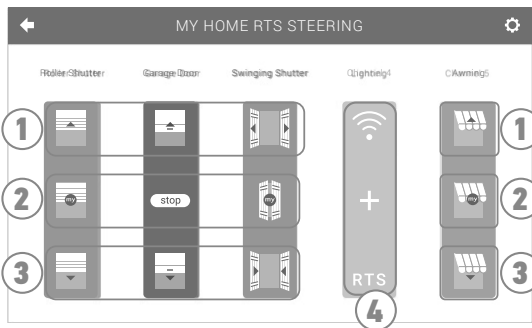 MY HOME RTS STEERING
Roller Shutter Garage Door Swinging Shutter Lighting Awning
1 1
2 my stop my my 2
3 RTS 3
4